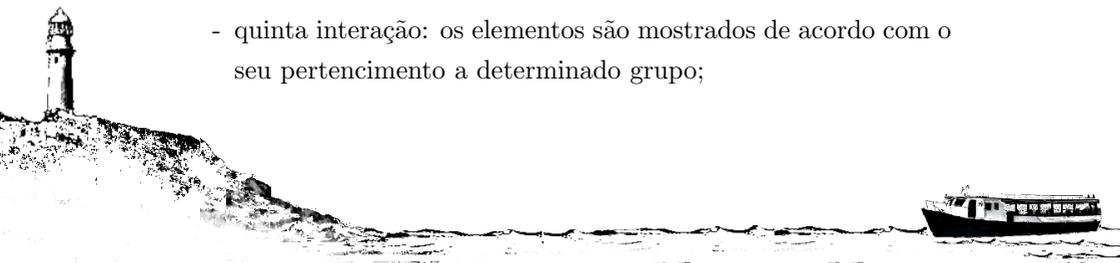 - quinta interação: os elementos são mostrados de acordo com o
seu pertencimento a determinado grupo;